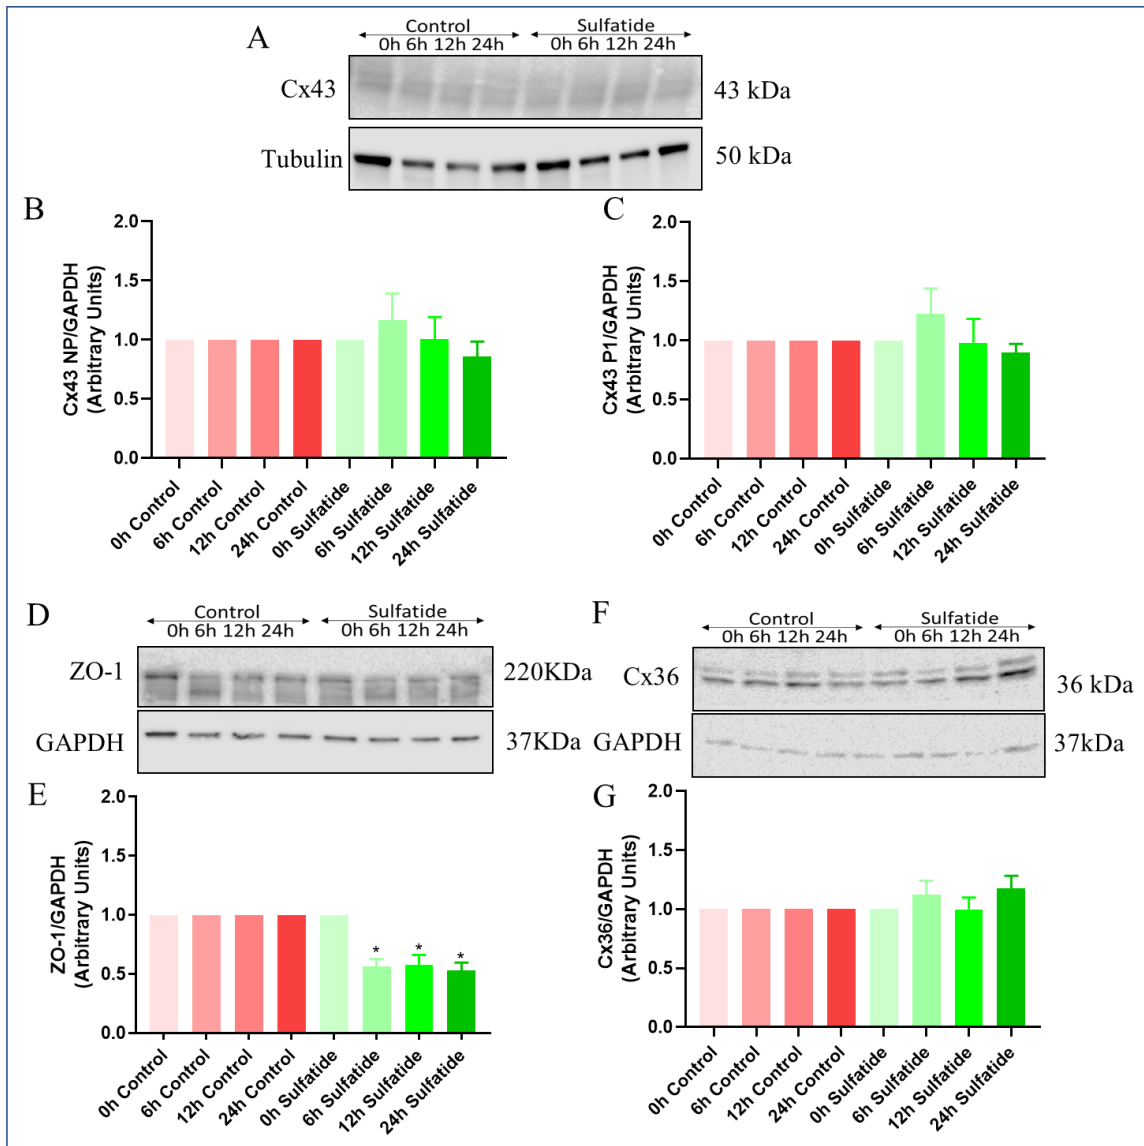 A
Control
Sulfatide
0h 6h 12h 24h
0h 6h 12h 24h
Cx43
43 kDa
Tubulin
50 kDa
B
Cx43 NP/GAPDH
(Arbitrary Units)
2.0
1.5
1.0
0.5
0.0
0h Control
6h Control
12h Control
24h Control
0h Sulfatide
6h Sulfatide
12h Sulfatide
24h Sulfatide
C
Cx43 P1/GAPDH
(Arbitrary Units)
2.0
1.5
1.0
0.5
0.0
0h Control
6h Control
12h Control
24h Control
0h Sulfatide
6h Sulfatide
12h Sulfatide
24h Sulfatide
D
Control
Sulfatide
0h 6h 12h 24h
0h 6h 12h 24h
ZO-1
220KDa
GAPDH
37KDa
E
ZO-1/GAPDH
(Arbitrary Units)
2.0
1.5
1.0
0.5
0.0
*
*
*
0h Control
6h Control
12h Control
24h Control
0h Sulfatide
6h Sulfatide
12h Sulfatide
24h Sulfatide
F
Control
Sulfatide
0h 6h 12h 24h
0h 6h 12h 24h
Cx36
36 kDa
GAPDH
37kDa
G
Cx36/GAPDH
(Arbitrary Units)
2.0
1.5
1.0
0.5
0.0
0h Control
6h Control
12h Control
24h Control
0h Sulfatide
6h Sulfatide
12h Sulfatide
24h Sulfatide